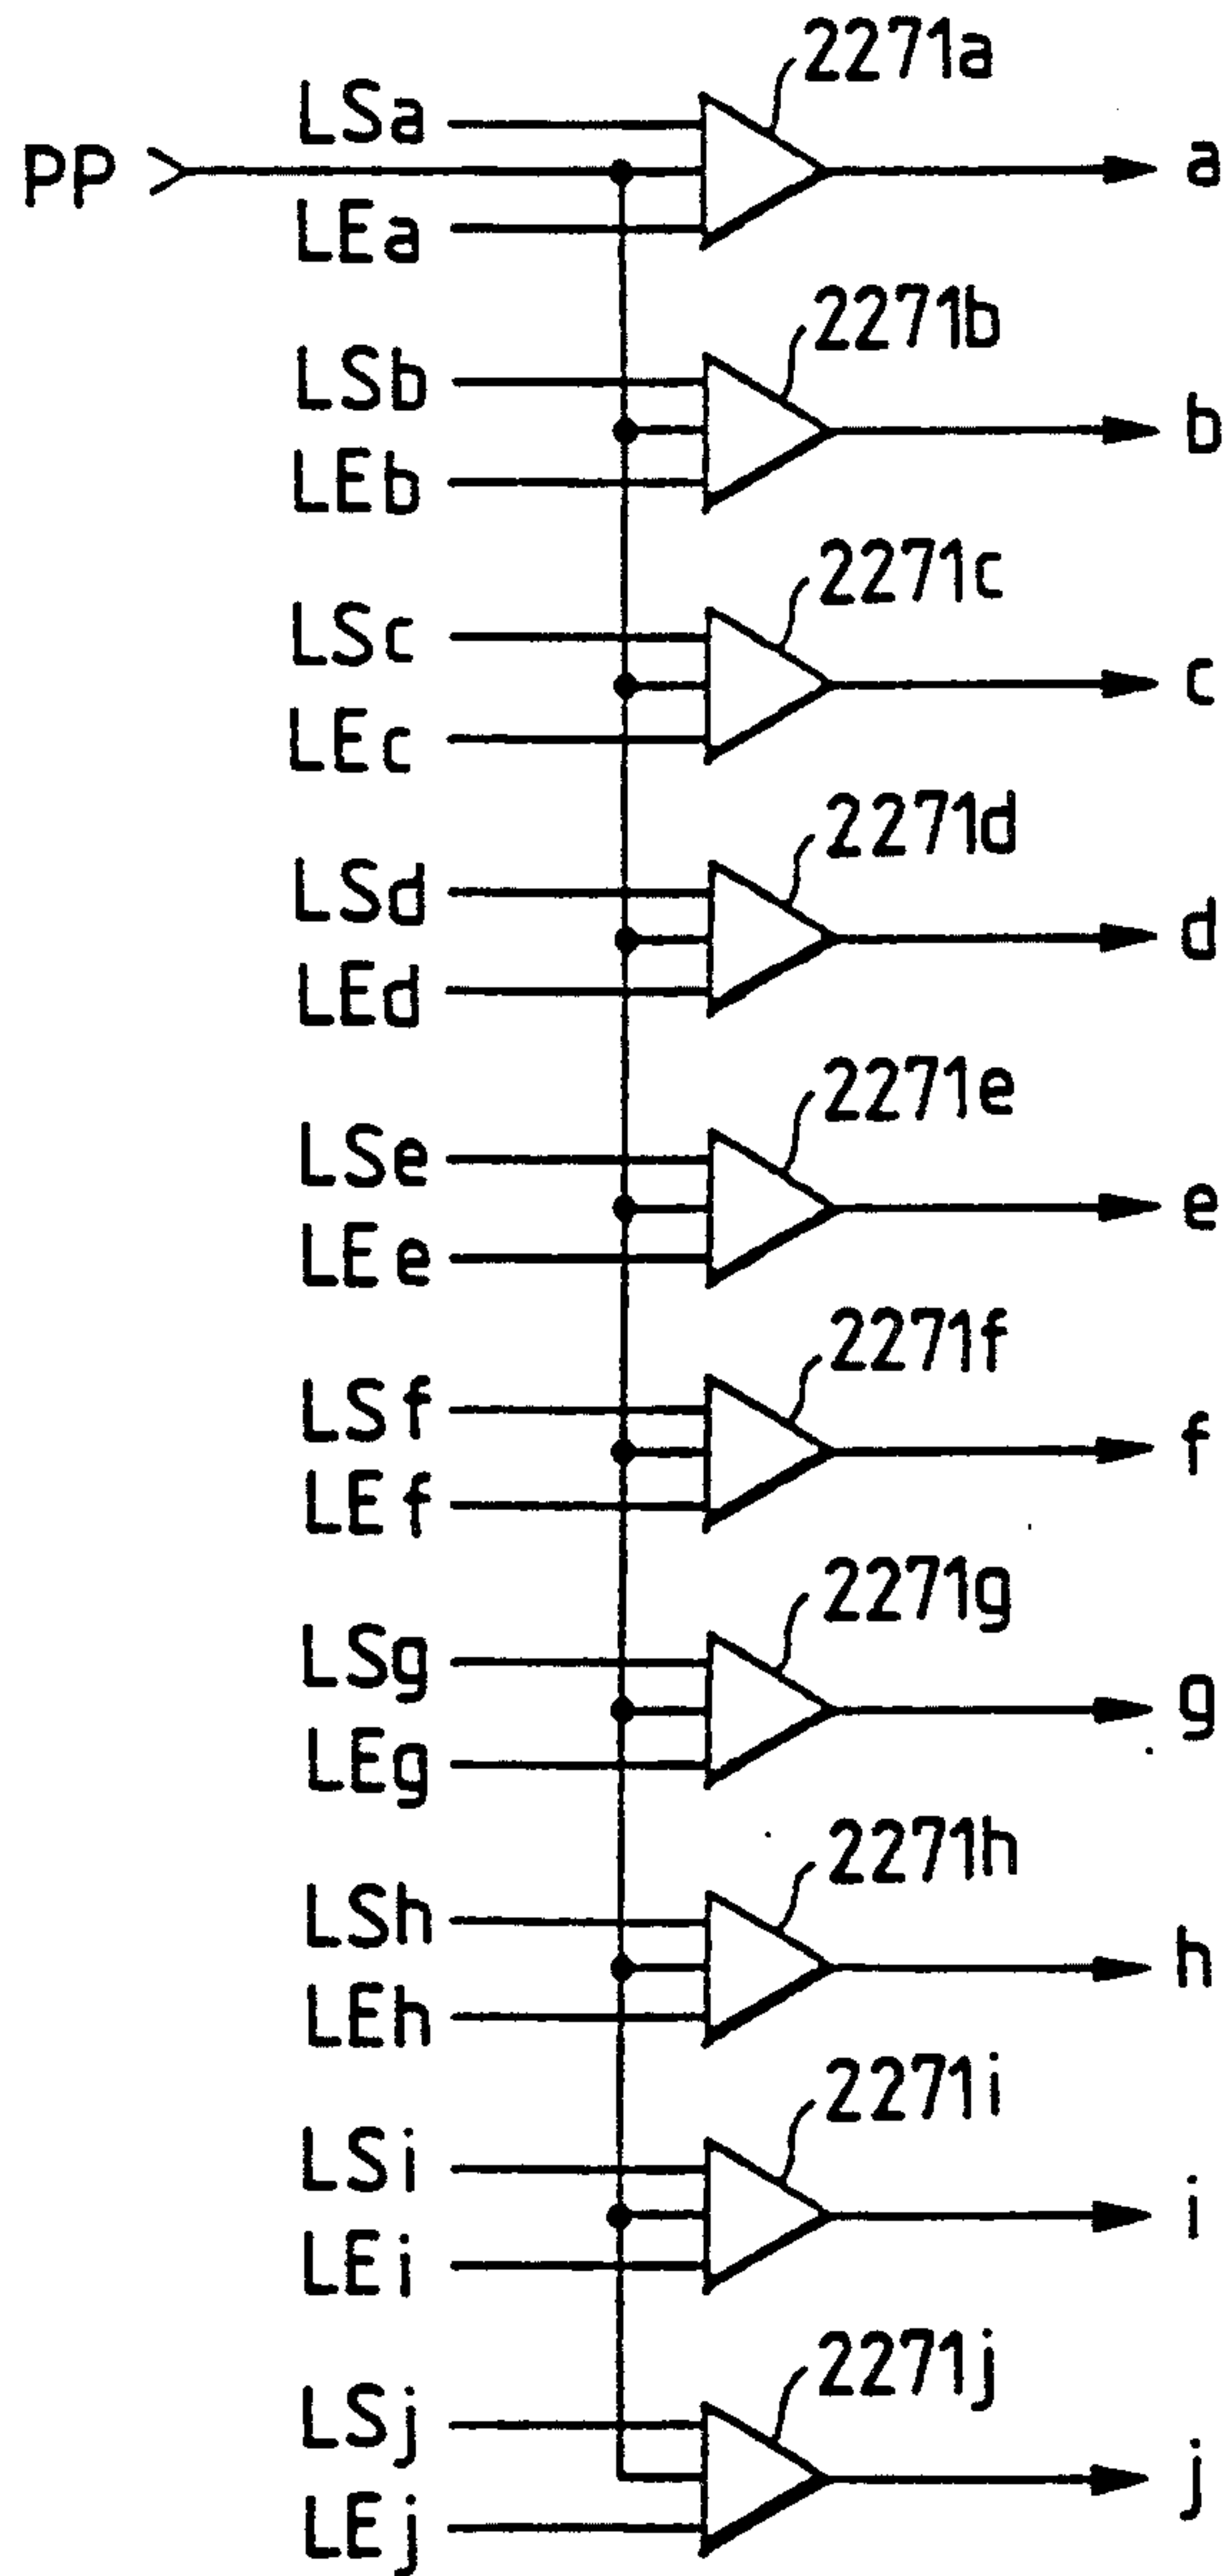 2271a
LSa
PP
a
LEa
2271b
LSb
b
LEb
2271c
LSc
c
LEc
2271d
LSd
d
LEd
2271e
LSe
e
LEe
2271f
LSf
f
LEf
2271g
LSg
g
LEg
2271h
LSh
h
LEh
2271i
LSi
i
LEi
2271j
LSj
j
LEj